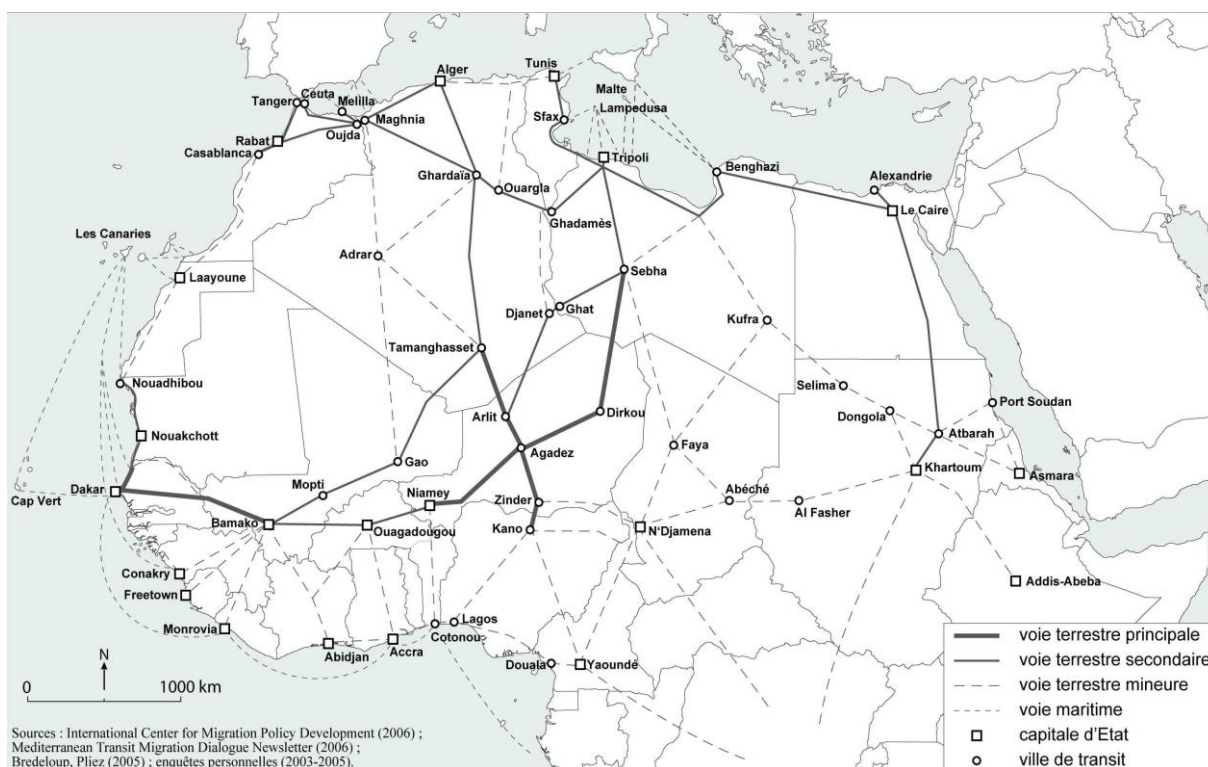 Alger
Tunis
Ceuta
Tanger
Melilla
Malte
Lampedusa
Maghnia
Sfax
Oujda
Rabat
Casablanca
Tripoli
Benghazi
Ghardaïa
Ouargla
Alexandrie
Le Caire
Ghadamès
Les Canaries
Adrar
Laayoune
Sebha
Ghat
Djanet
Kufra
Tamanghasset
Nouadhibou
Selima
Port Soudan
Dongola
Arlit
Dirkou
Nouakchott
Atbarah
Faya
Agadez
Gao
Khartoum
Asmara
Mopti
Niamey
Zinder
Abéché
Al Fasher
Cap Vert
Dakar
Bamako
Ouagadougou
Kano
N'Djamena
Conakry
Freetown
Addis-Abeba
Monrovia
Lagos
Cotonou
Abidjan
Accra
Douala
Yaoundé
N
0 1000 km
Sources : International Center for Migration Policy Development (2006) ;
Mediterranean Transit Migration Dialogue Newsletter (2006) ;
Bredeloup, Pliez (2005) ; enquêtes personnelles (2003-2005).
voie terrestre principale
voie terrestre secondaire
voie terrestre mineure
voie maritime
capitale d'Etat
ville de transit